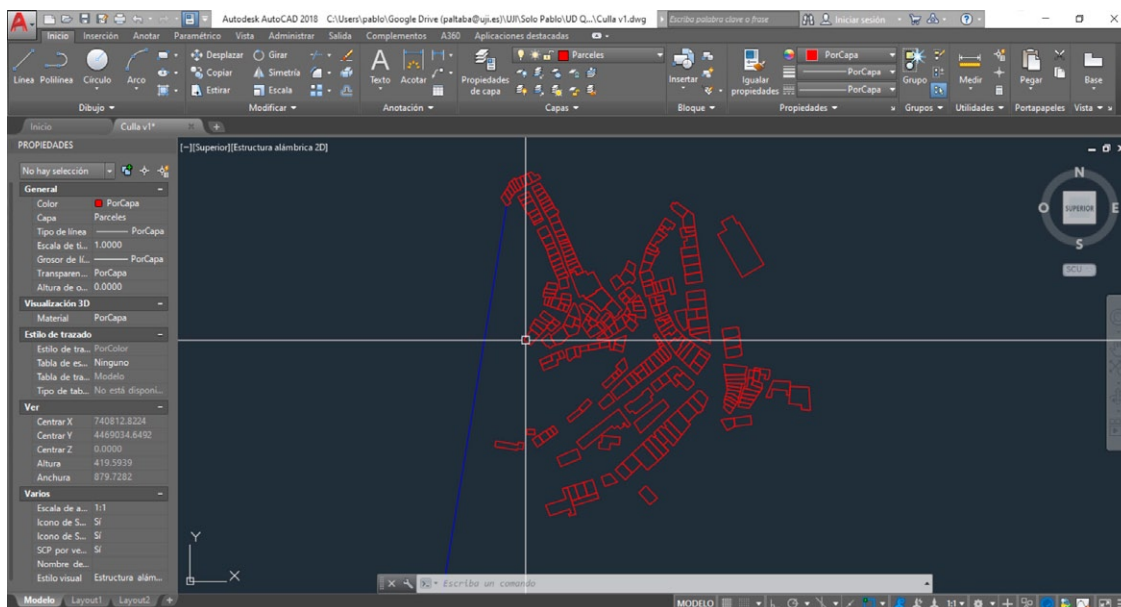 Autodesk AutoCAD 2018 C:\Users\pablo\Google Drive (paltaba@uji.es)\UJI\Solo Pablo\UD Q...\Culla v1.dwg
Escriba palabra clave o frase
Iniciar sesión
Inicio Inserción Anotar Paramétrico Vista Administrar Salida Complementos A360 Aplicaciones destacadas
Línea Polilínea Círculo Arco
Desplazar Girar
Copiar Simetría
Estirar Escala
Texto Acotar
Propiedades de capa
Parceles
Insertar
Igualar propiedades
PorCapa
PorCapa
PorCapa
Grupo Medir Pegar Base
Dibujo Modificar Anotación Capas Bloque Propiedades Grupos Utilidades Portapapeles Vista
Inicio Culla v1*
PROPIEDADES
[-][Superior][Estructura alámbrica 2D]
No hay selección
General
Color PorCapa
Capa Parceles
Tipo de línea PorCapa
Escala de ti... 1.0000
Grosor de lí... PorCapa
Transparen... PorCapa
Altura de o... 0.0000
Visualización 3D
Material PorCapa
Estilo de trazado
Estilo de tra... PorColor
Tabla de es... Ninguno
Tabla de tra... Modelo
Tipo de tab... No está disponi...
Ver
Centrar X 740812.8224
Centrar Y 4469034.6492
Centrar Z 0.0000
Altura 419.5939
Anchura 879.7282
Varios
Escala de a... 1:1
Icono de S... Sí
Icono de S... Sí
SCP por ve... Sí
Nombre de...
Estilo visual Estructura alám...
N
O SUPERIOR E
S
SCU
Y
X
Escriba un comando
Modelo Layout1 Layout2 +
MODELO 1:1